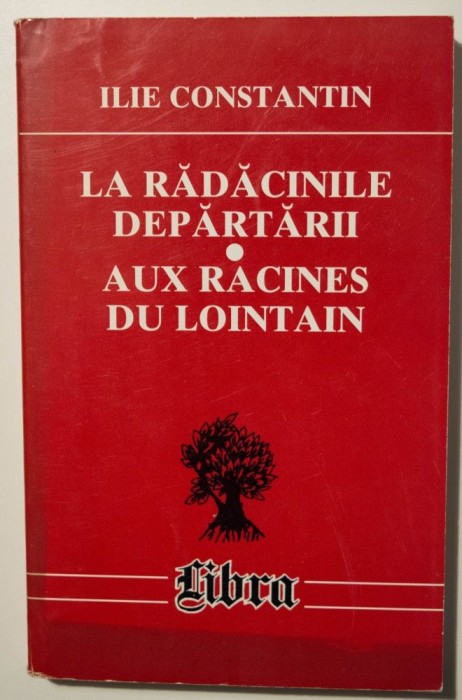 ILIE CONSTANTIN
LA RĂDĂCINILE
DEPĂRTĂRII
•
AUX RACINES
DU LOINTAIN
Libra